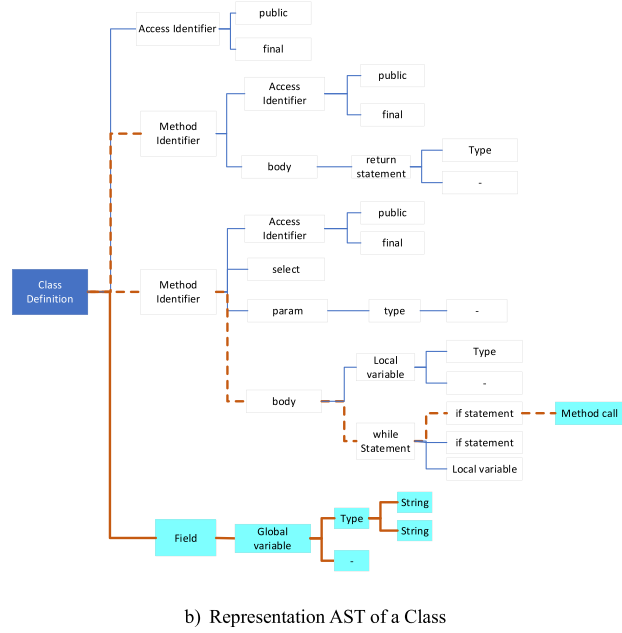 public
Access Identifier
final
public
Access
Identifier
final
Method
Identifier
Type
body
return
statement
-
public
Access
Identifier
final
select
Class
Definition
Method
Identifier
param
type
-
Type
Local
variable
-
body
if statement
Method call
while
Statement
if statement
Local variable
String
Type
String
Field
Global
variable
-
b) Representation AST of a Class